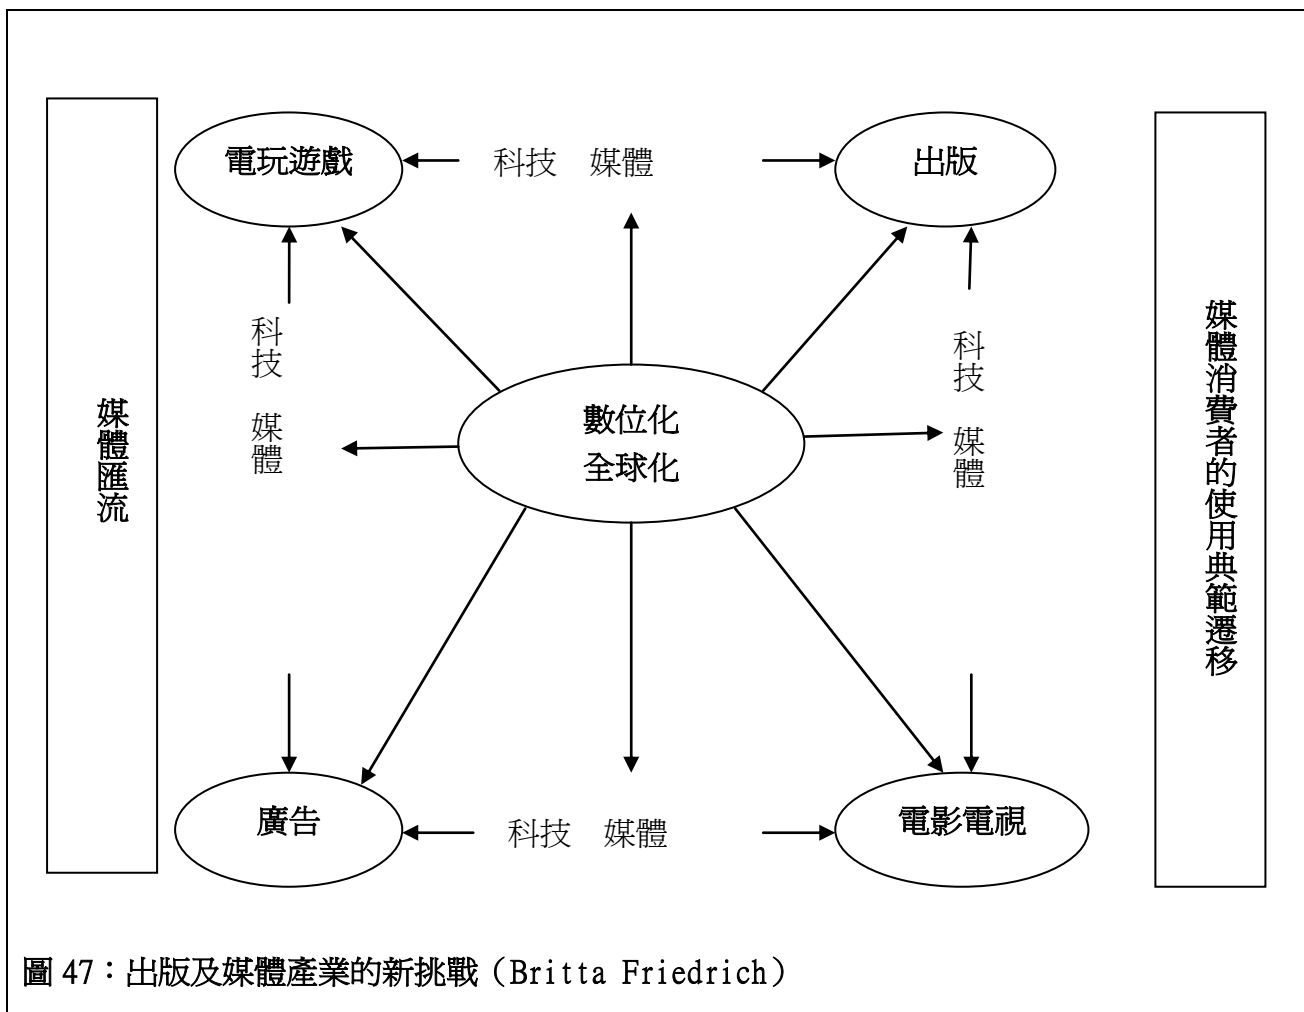 電玩遊戲
科技　媒體
出版
科技　媒體
科技　媒體
媒體匯流
數位化
全球化
媒體消費者的使用典範遷移
廣告
科技　媒體
電影電視
圖 47：出版及媒體產業的新挑戰（Britta Friedrich）